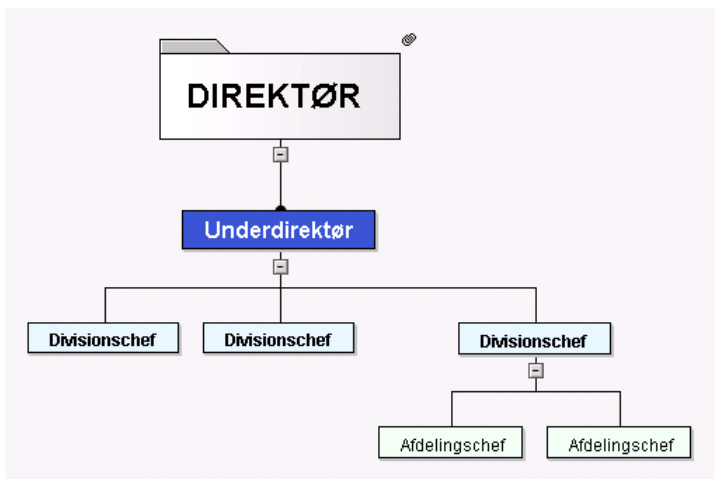 DIREKTØR
Underdirektør
Divisionschef
Divisionschef
Divisionschef
Afdelingschef
Afdelingschef